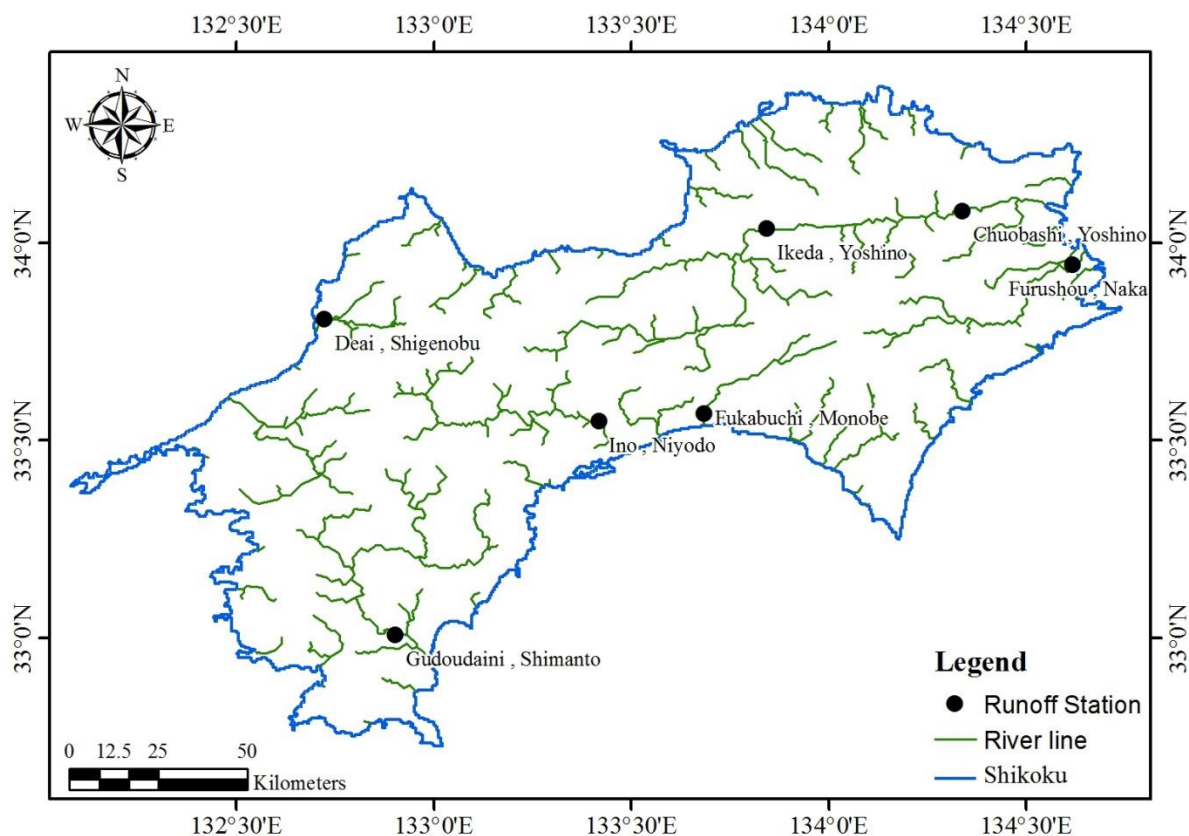 132°30'E 133°0'E 133°30'E 134°0'E 134°30'E
N
W E
S
34°0'N 34°0'N
Chuobashi , Yoshino
Ikeda , Yoshino
Furushou , Naka
Deai , Shigenobu
Fukabuchi , Monobe
Ino , Niyodo
33°30'N 33°30'N
33°0'N 33°0'N
Gudoudaini , Shimanto
Legend
Runoff Station
River line
Shikoku
0 12.5 25 50
Kilometers
132°30'E 133°0'E 133°30'E 134°0'E 134°30'E